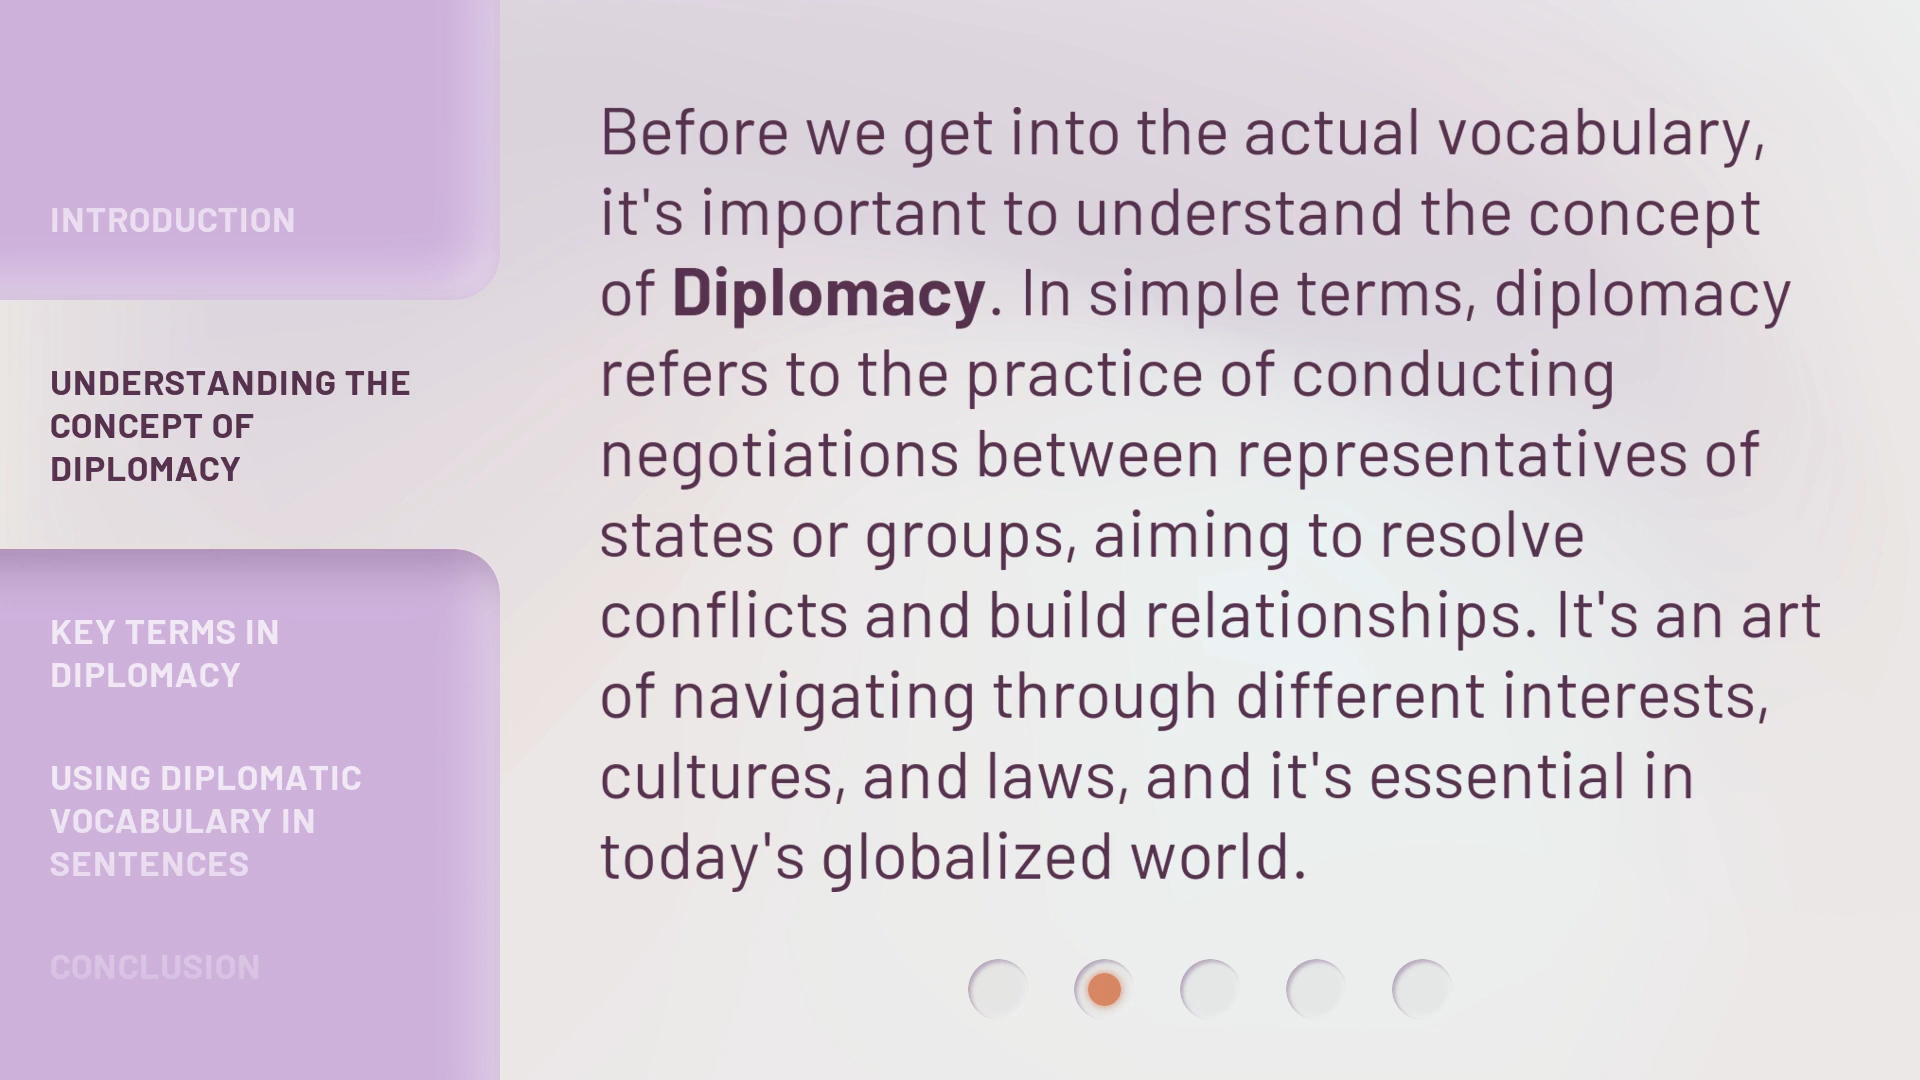 INTRODUCTION
UNDERSTANDING THE
CONCEPT OF
DIPLOMACY
KEY TERMS IN
DIPLOMACY
USING DIPLOMATIC
VOCABULARY IN
SENTENCES
CONCLUSION
Before we get into the actual vocabulary,
it's important to understand the concept
of Diplomacy. In simple terms, diplomacy
refers to the practice of conducting
negotiations between representatives of
states or groups, aiming to resolve
conflicts and build relationships. It's an art
of navigating through different interests,
cultures, and laws, and it's essential in
today's globalized world.